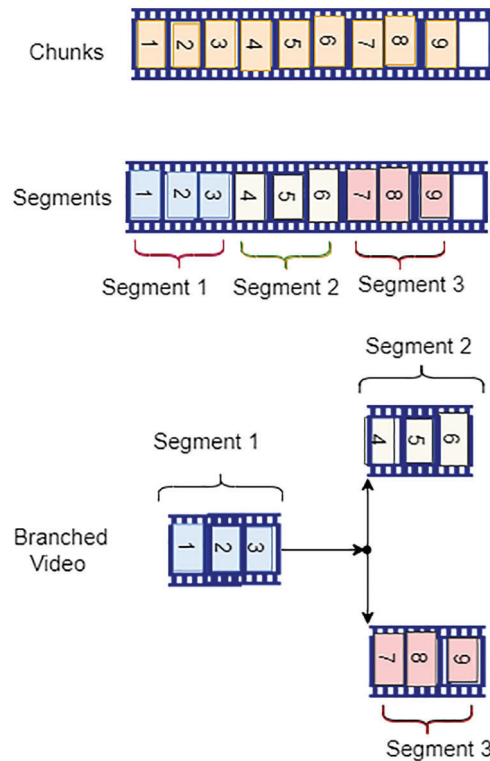 Chunks
1 2 3 4 5 6 7 8 9
Segments
1 2 3 4 5 6 7 8 9
Segment 1
Segment 2
Segment 3
Segment 2
4 5 6
Segment 1
Branched
Video
1 2 3
7 8 9
Segment 3